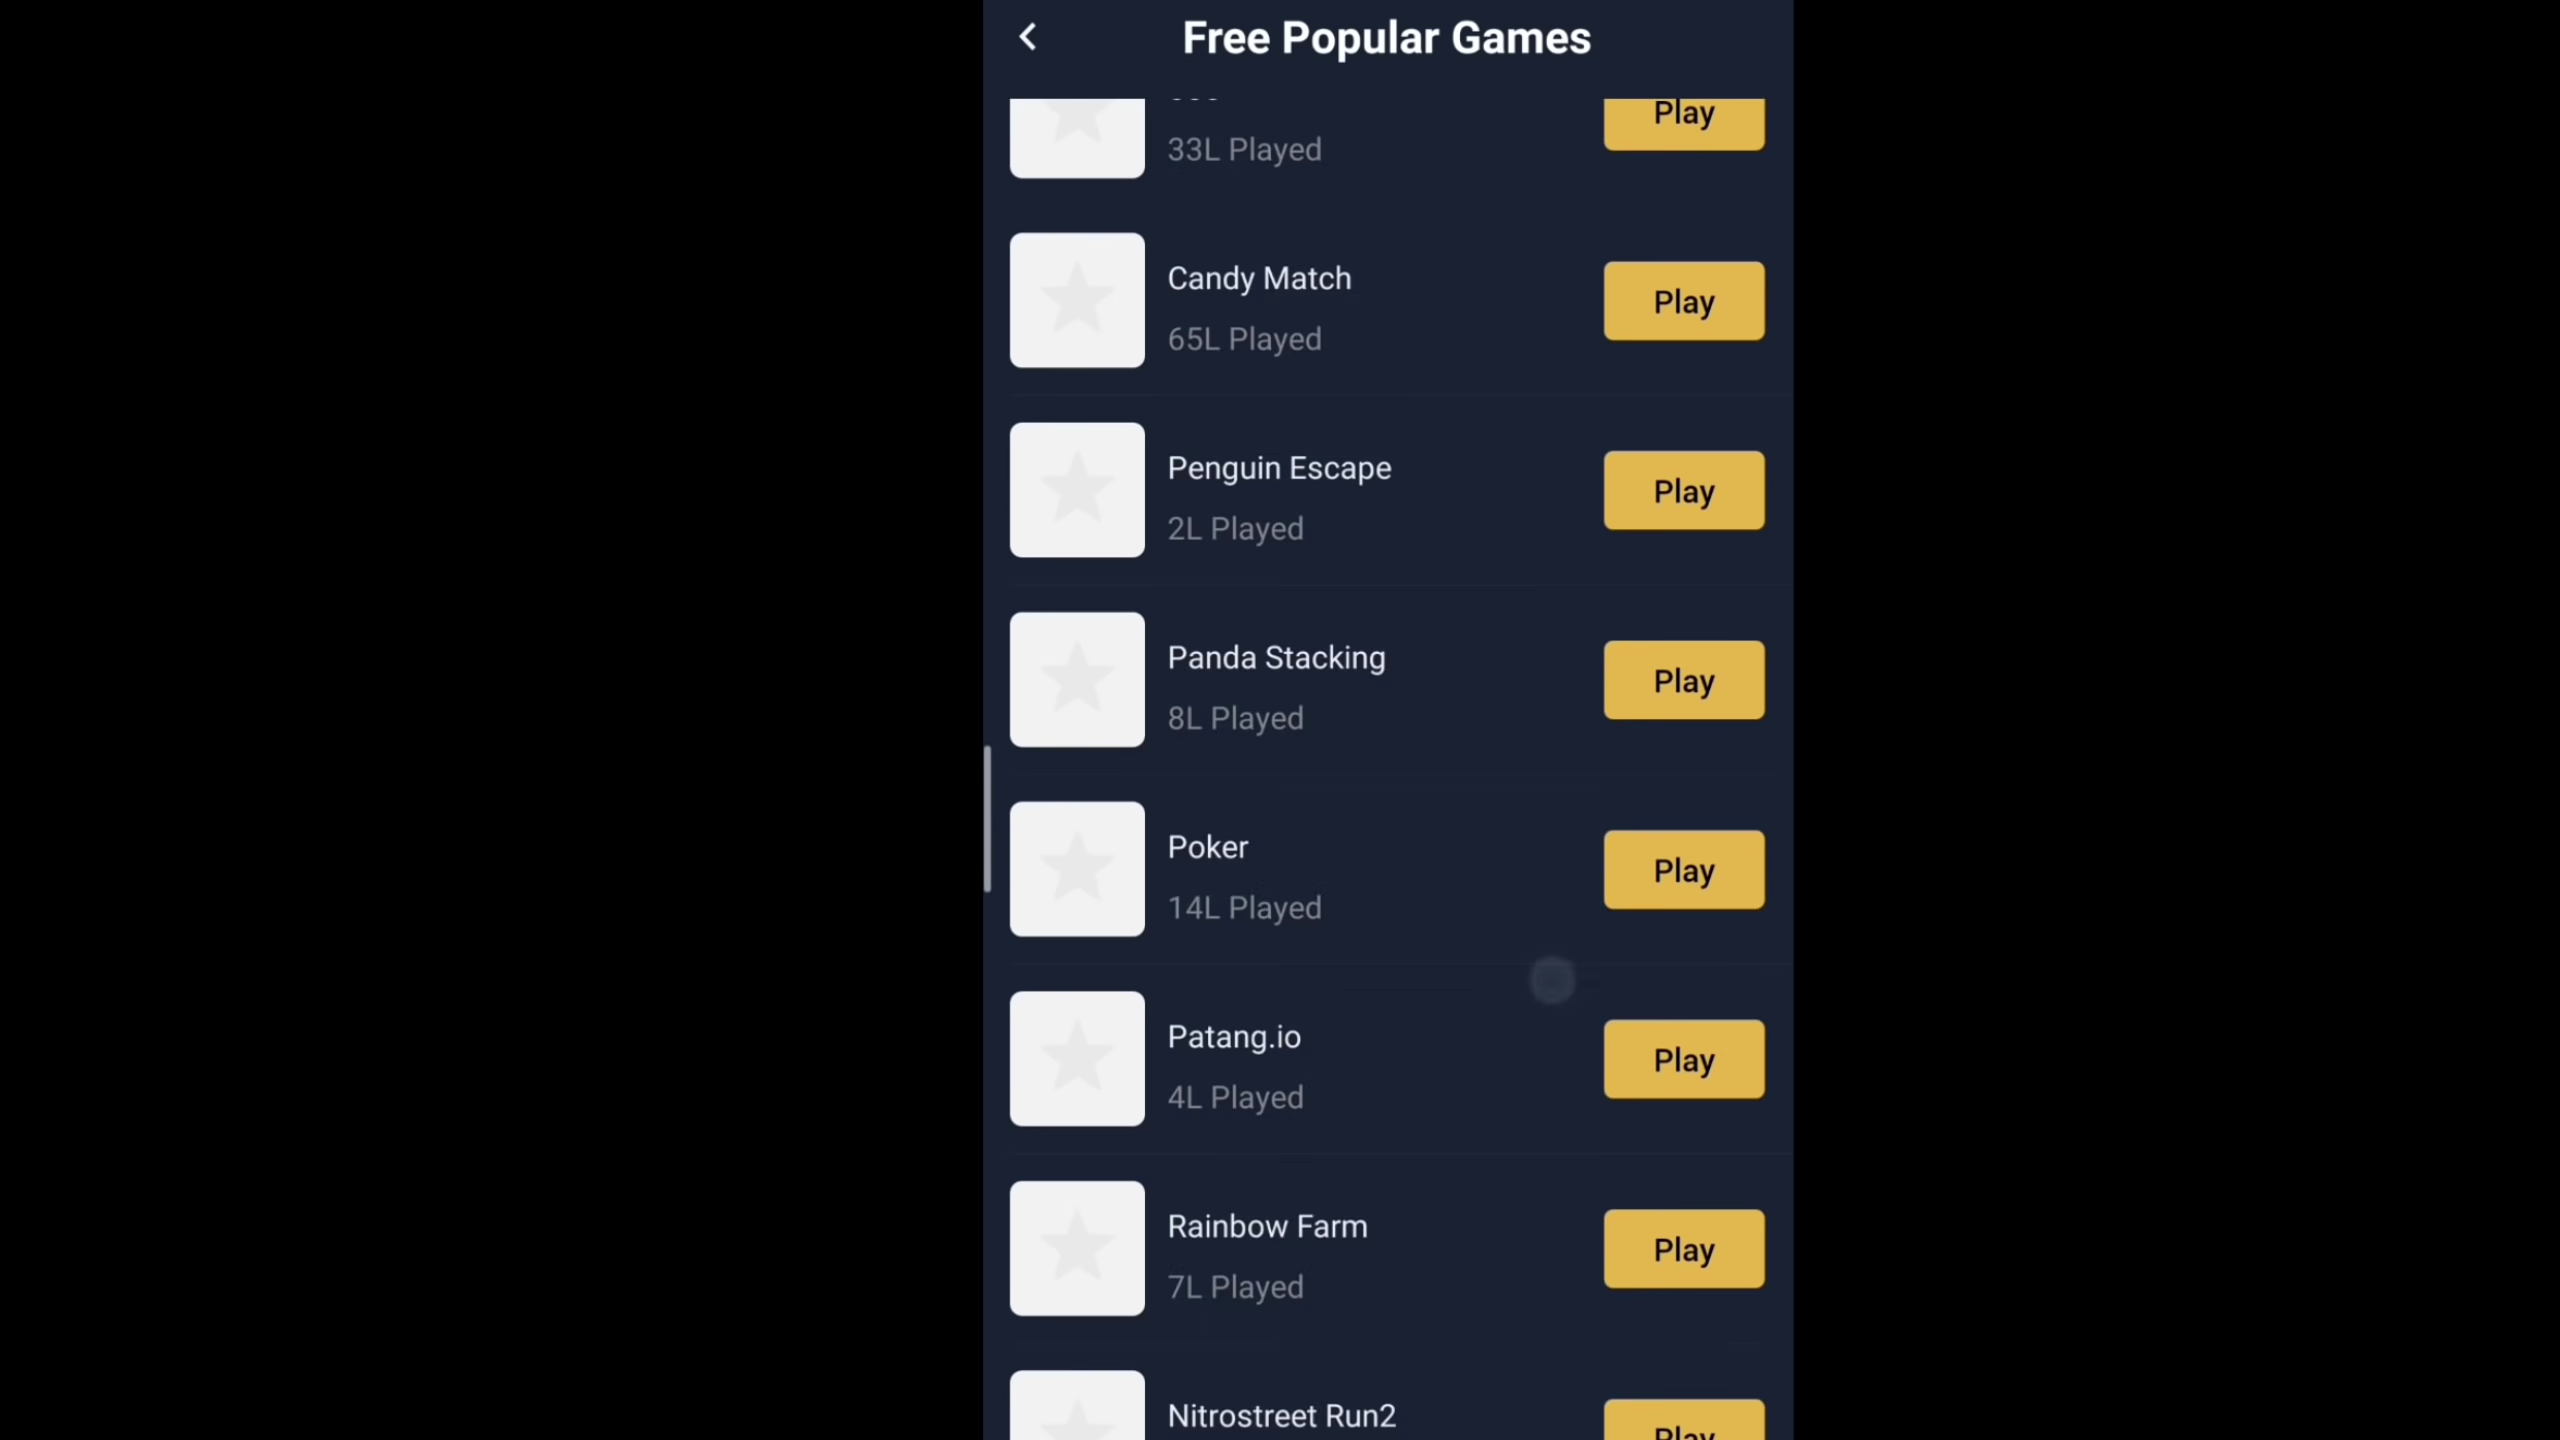 Free Popular Games
Play
33L Played
Candy Match
65L Played
Play
Penguin Escape
2L Played
Play
Panda Stacking
8L Played
Play
Poker
14L Played
Play
Patang.io
4L Played
Play
Rainbow Farm
7L Played
Play
Nitrostreet Run2
Play